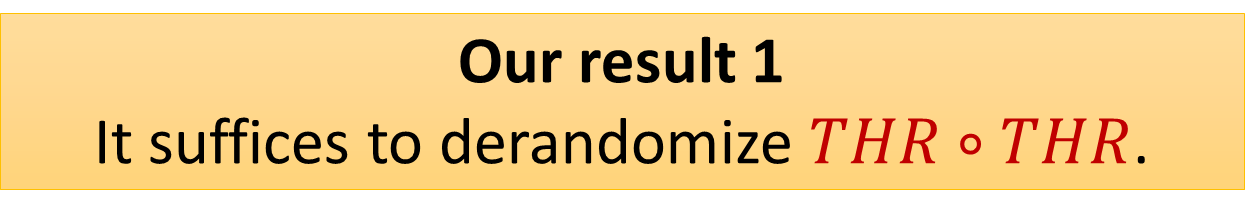 Our result 1
It suffices to derandomize 𝑇𝐻𝑅 ∘ 𝑇𝐻𝑅.